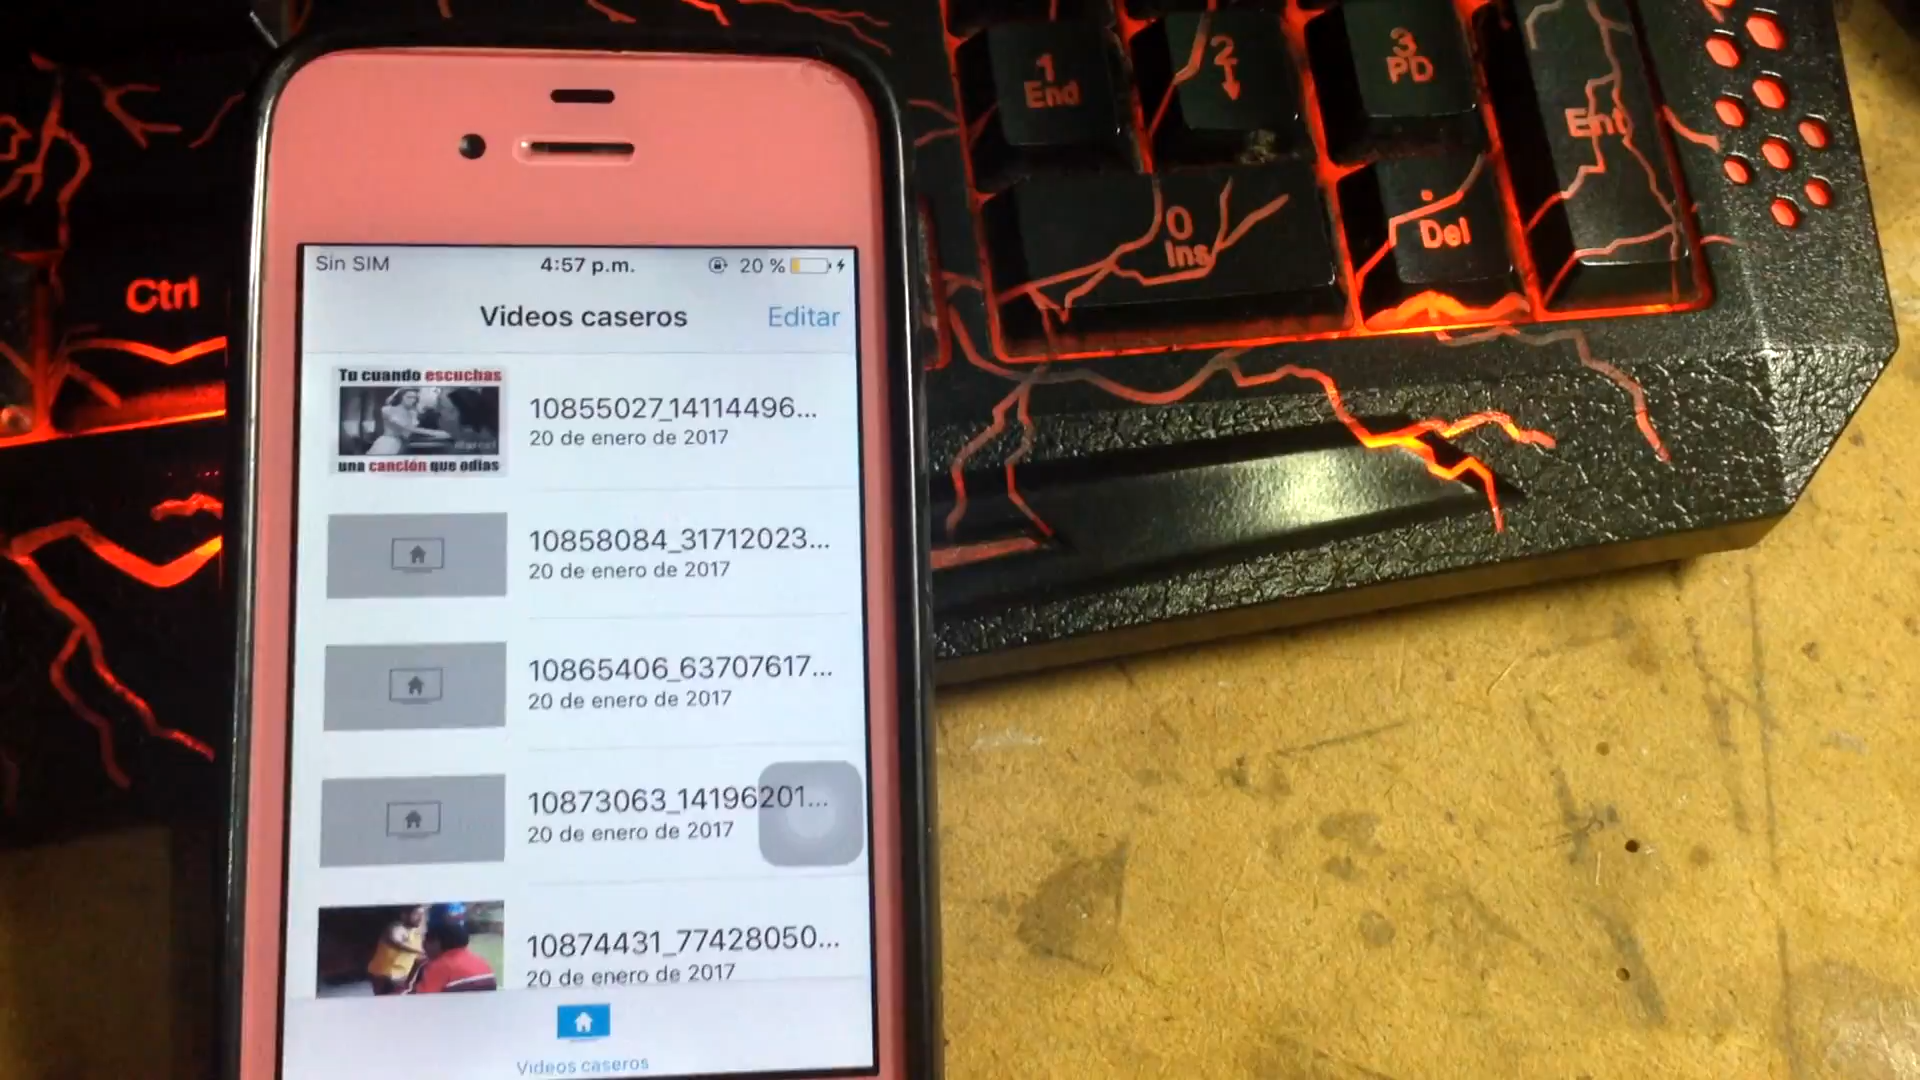 1
End
2
3
PD
Ent
0
Ins
.
Del
Ctrl
Sin SIM
4:57 p.m.
20 %
Videos caseros
Editar
Tu cuando escuchas
una canción que odias
10855027_14114496...
20 de enero de 2017
10858084_31712023...
20 de enero de 2017
10865406_63707617...
20 de enero de 2017
10873063_14196201...
20 de enero de 2017
10874431_77428050...
20 de enero de 2017
Videos caseros